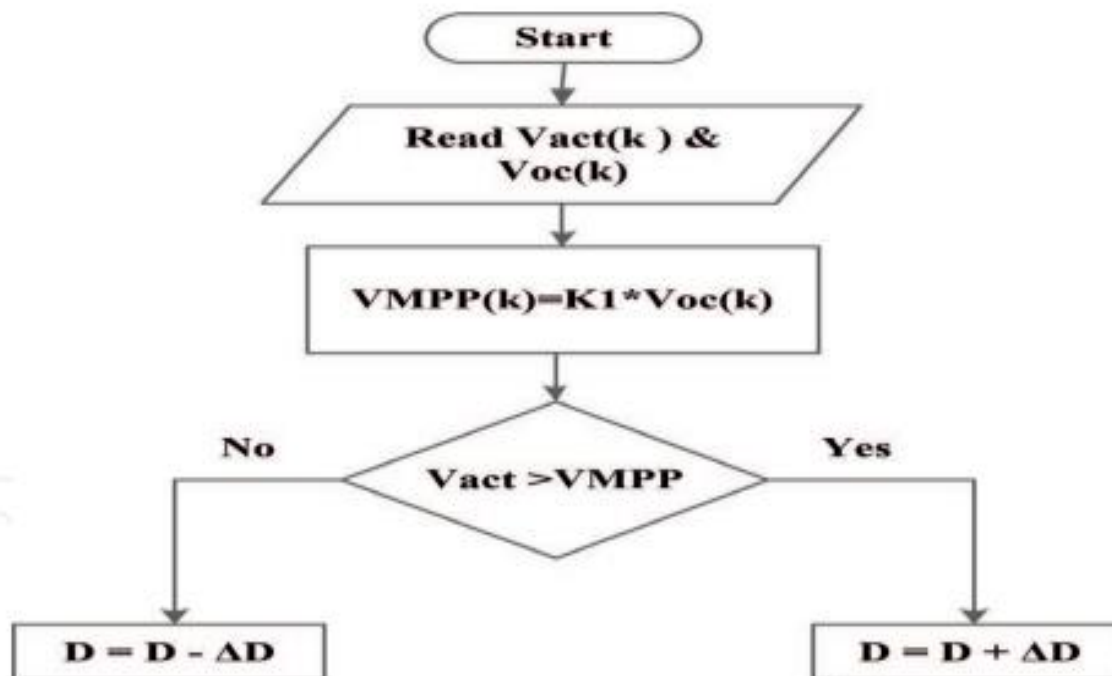 Start
Read Vact(k ) &
Voc(k)
VMPP(k)=K1*Voc(k)
No
Yes
Vact >VMPP
D = D - ΔD
D = D + ΔD